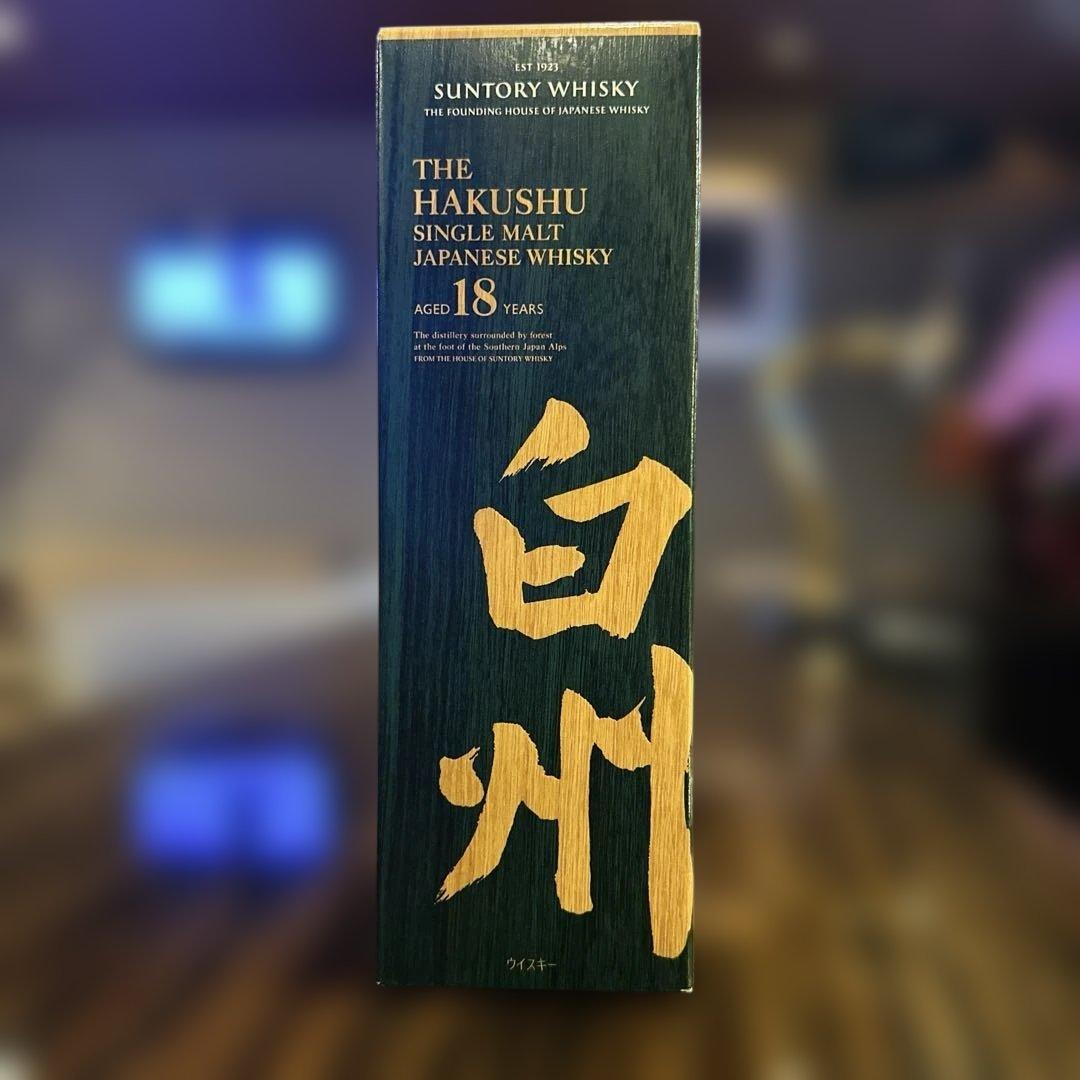 EST 1923
SUNTORY WHISKY
THE FOUNDING HOUSE OF JAPANESE WHISKY
THE
HAKUSHU
SINGLE MALT
JAPANESE WHISKY
AGED 18 YEARS
The distillery surrounded by forest
at the foot of the Southern Japan Alps
FROM THE HOUSE OF SUNTORY WHISKY
白
州
ウイスキー